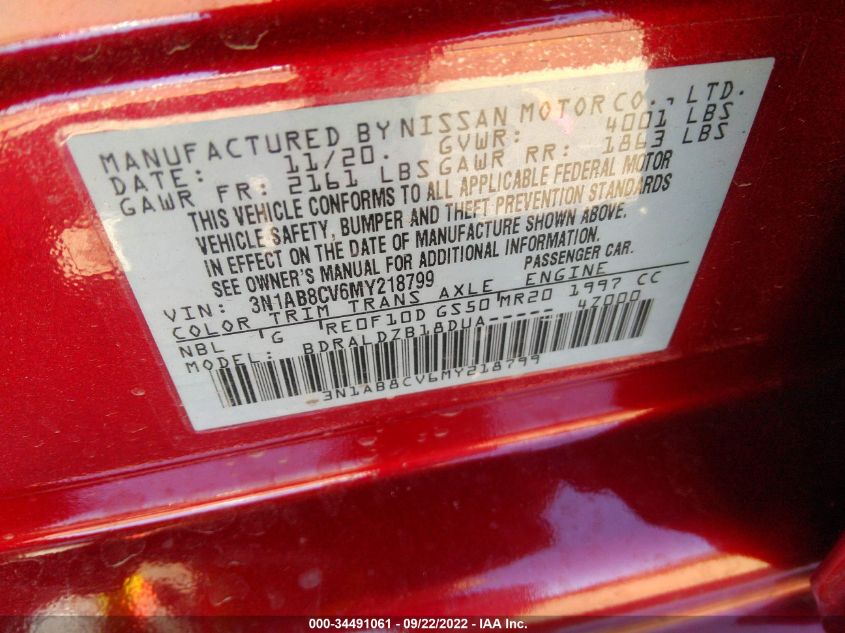 MANUFACTURED BY NISSAN MOTOR CO., LTD.
DATE: 11/20. GVWR: 4001 LBS
GAWR FR: 2161 LBS GAWR RR: 1863 LBS
THIS VEHICLE CONFORMS TO ALL APPLICABLE FEDERAL MOTOR
VEHICLE SAFETY, BUMPER AND THEFT PREVENTION STANDARDS
IN EFFECT ON THE DATE OF MANUFACTURE SHOWN ABOVE.
SEE OWNER'S MANUAL FOR ADDITIONAL INFORMATION.
VIN: 3N1AB8CV6MY218799 PASSENGER CAR.
COLOR TRIM TRANS AXLE ENGINE
NBL G RE0F10D GS50 MR20 1997 CC
MODEL: BDRALDZB18DUA----- 4Z000
3N1AB8CV6MY218799
000-34491061 - 09/22/2022 - IAA Inc.